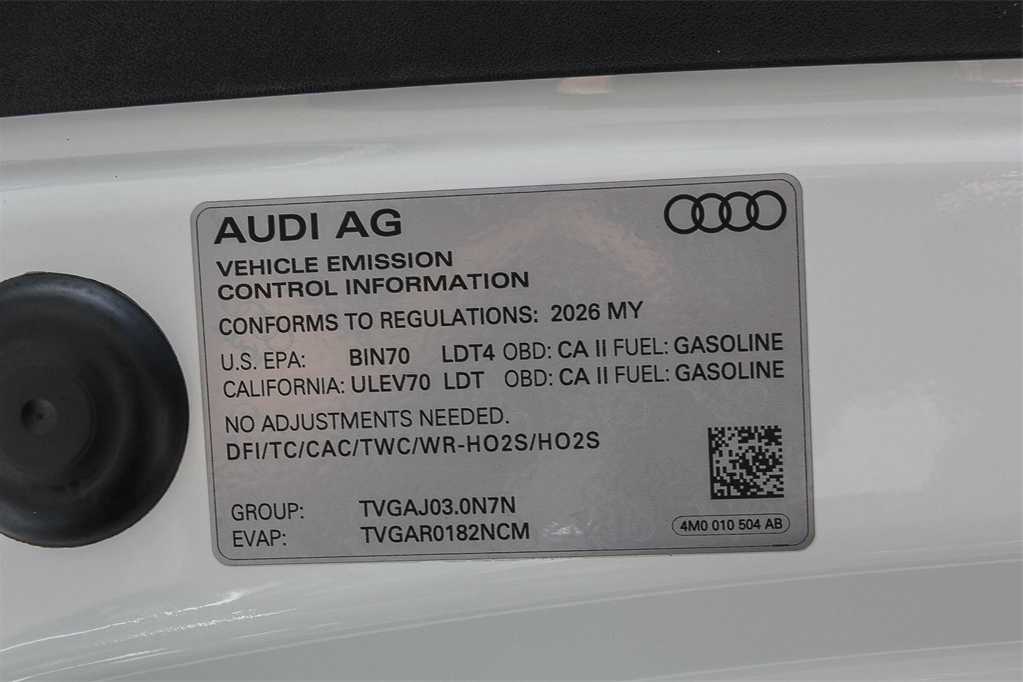 AUDI AG
VEHICLE EMISSION
CONTROL INFORMATION
CONFORMS TO REGULATIONS: 2026 MY
U.S. EPA: BIN70 LDT4 OBD: CA II FUEL: GASOLINE
CALIFORNIA: ULEV70 LDT OBD: CA II FUEL: GASOLINE
NO ADJUSTMENTS NEEDED.
DFI/TC/CAC/TWC/WR-HO2S/HO2S
GROUP: TVGAJ03.0N7N
EVAP: TVGAR0182NCM
4M0 010 504 AB